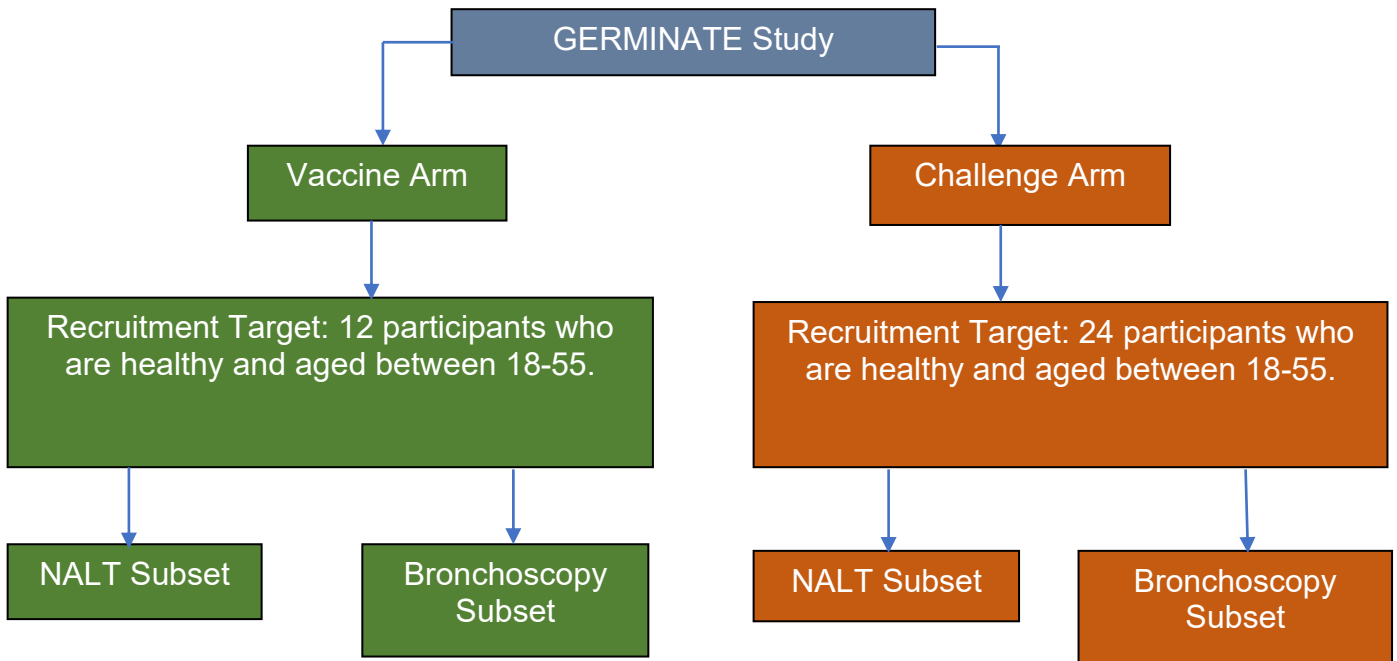 GERMINATE Study
Vaccine Arm
Challenge Arm
Recruitment Target: 12 participants who
are healthy and aged between 18-55.
Recruitment Target: 24 participants who
are healthy and aged between 18-55.
NALT Subset
Bronchoscopy
Subset
NALT Subset
Bronchoscopy
Subset